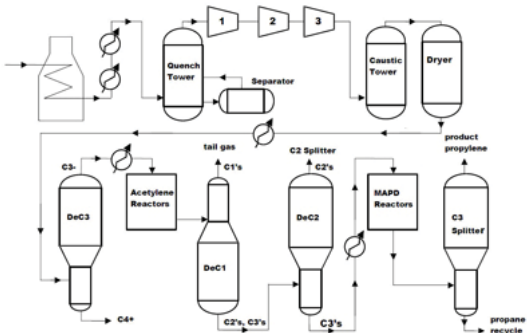 1
2
3
Quench
Tower
Separator
Caustic
Tower
Dryer
tail gas
C1's
C2 Splitter
C2's
product
propylene
C3-
Acetylene
Reactors
MAPD
Reactors
DeC3
DeC2
C3
Splitter
DeC1
C4+
C2's, C3's
C3's
propane
recycle